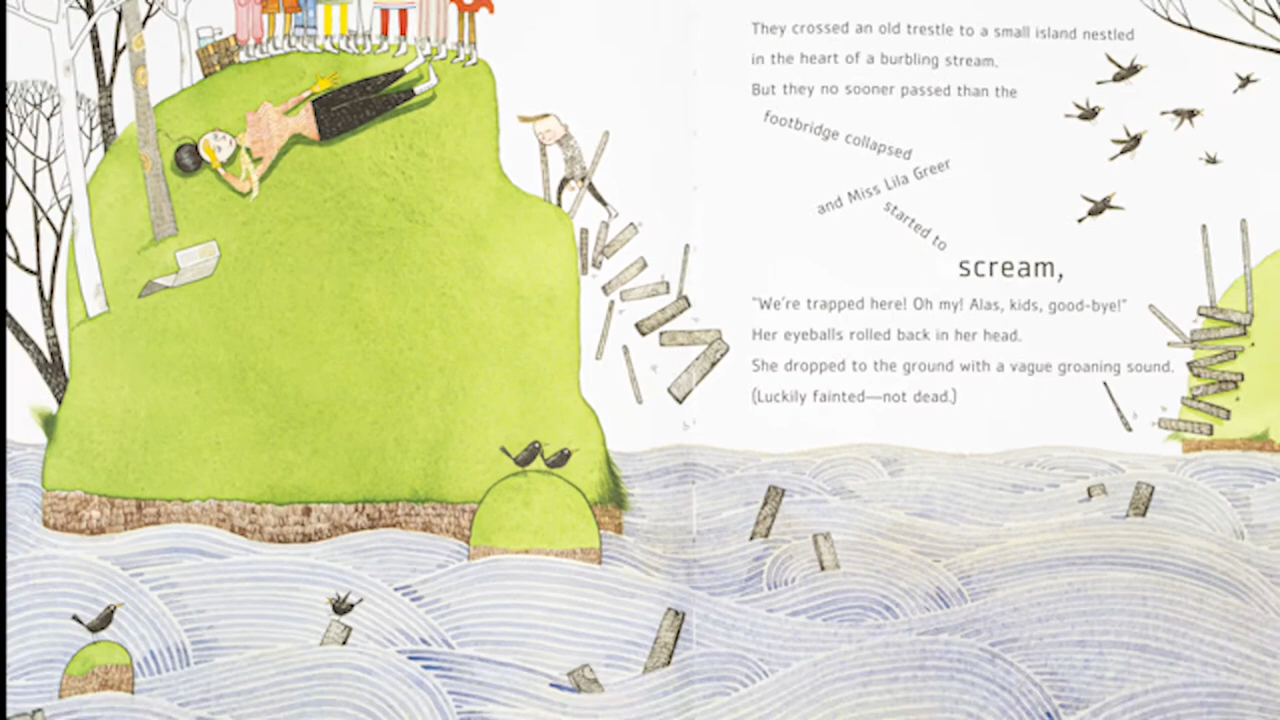 They crossed an old trestle to a small island nestled
in the heart of a burbling stream.
But they no sooner passed than the
footbridge collapsed
and Miss Lila Greer
started to
scream,
"We're trapped here! Oh my! Alas, kids, good-bye!"
Her eyeballs rolled back in her head.
She dropped to the ground with a vague groaning sound.
(Luckily fainted—not dead.)